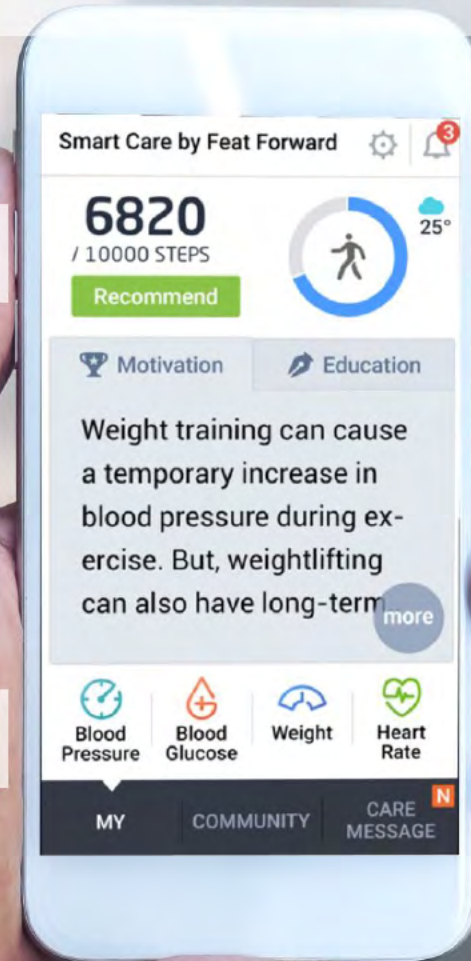 Smart Care by Feat Forward
3
6820
/ 10000 STEPS
25°
Recommend
Motivation
Education
Weight training can cause
a temporary increase in
blood pressure during ex-
ercise. But, weightlifting
can also have long-term
more
Blood Pressure
Blood Glucose
Weight
Heart Rate
MY
COMMUNITY
CARE MESSAGE
N